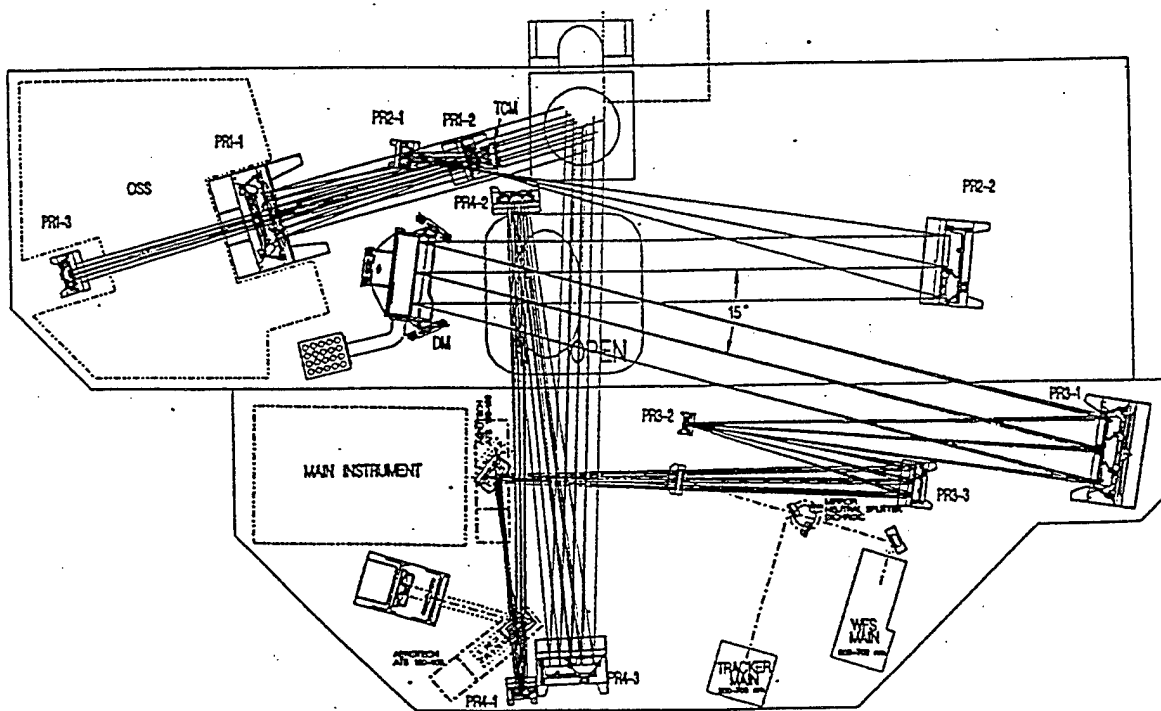 TCM
PR2-1
PR1-2
PR1-1
OSS
PR4-2
PR2-2
PR1-3
15°
DM
OPEN
PR3-1
PR3-2
MAIN INSTRUMENT
PR3-3
MIRROR
NEUTRAL SPLITTER
DICHROIC
WFS
MAIN
TRACKER
MAIN
AEROTECH
PR4-3
PR4-1